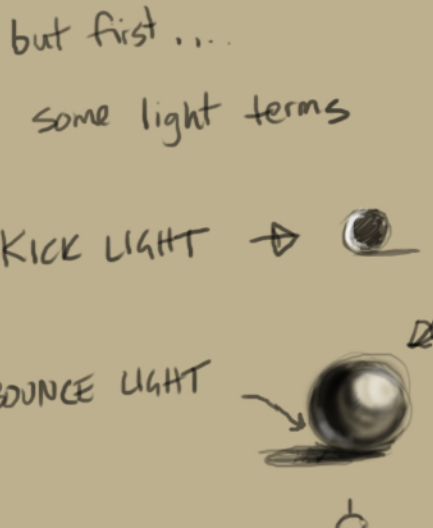 but first....
some light terms
KICK LIGHT
BOUNCE LIGHT